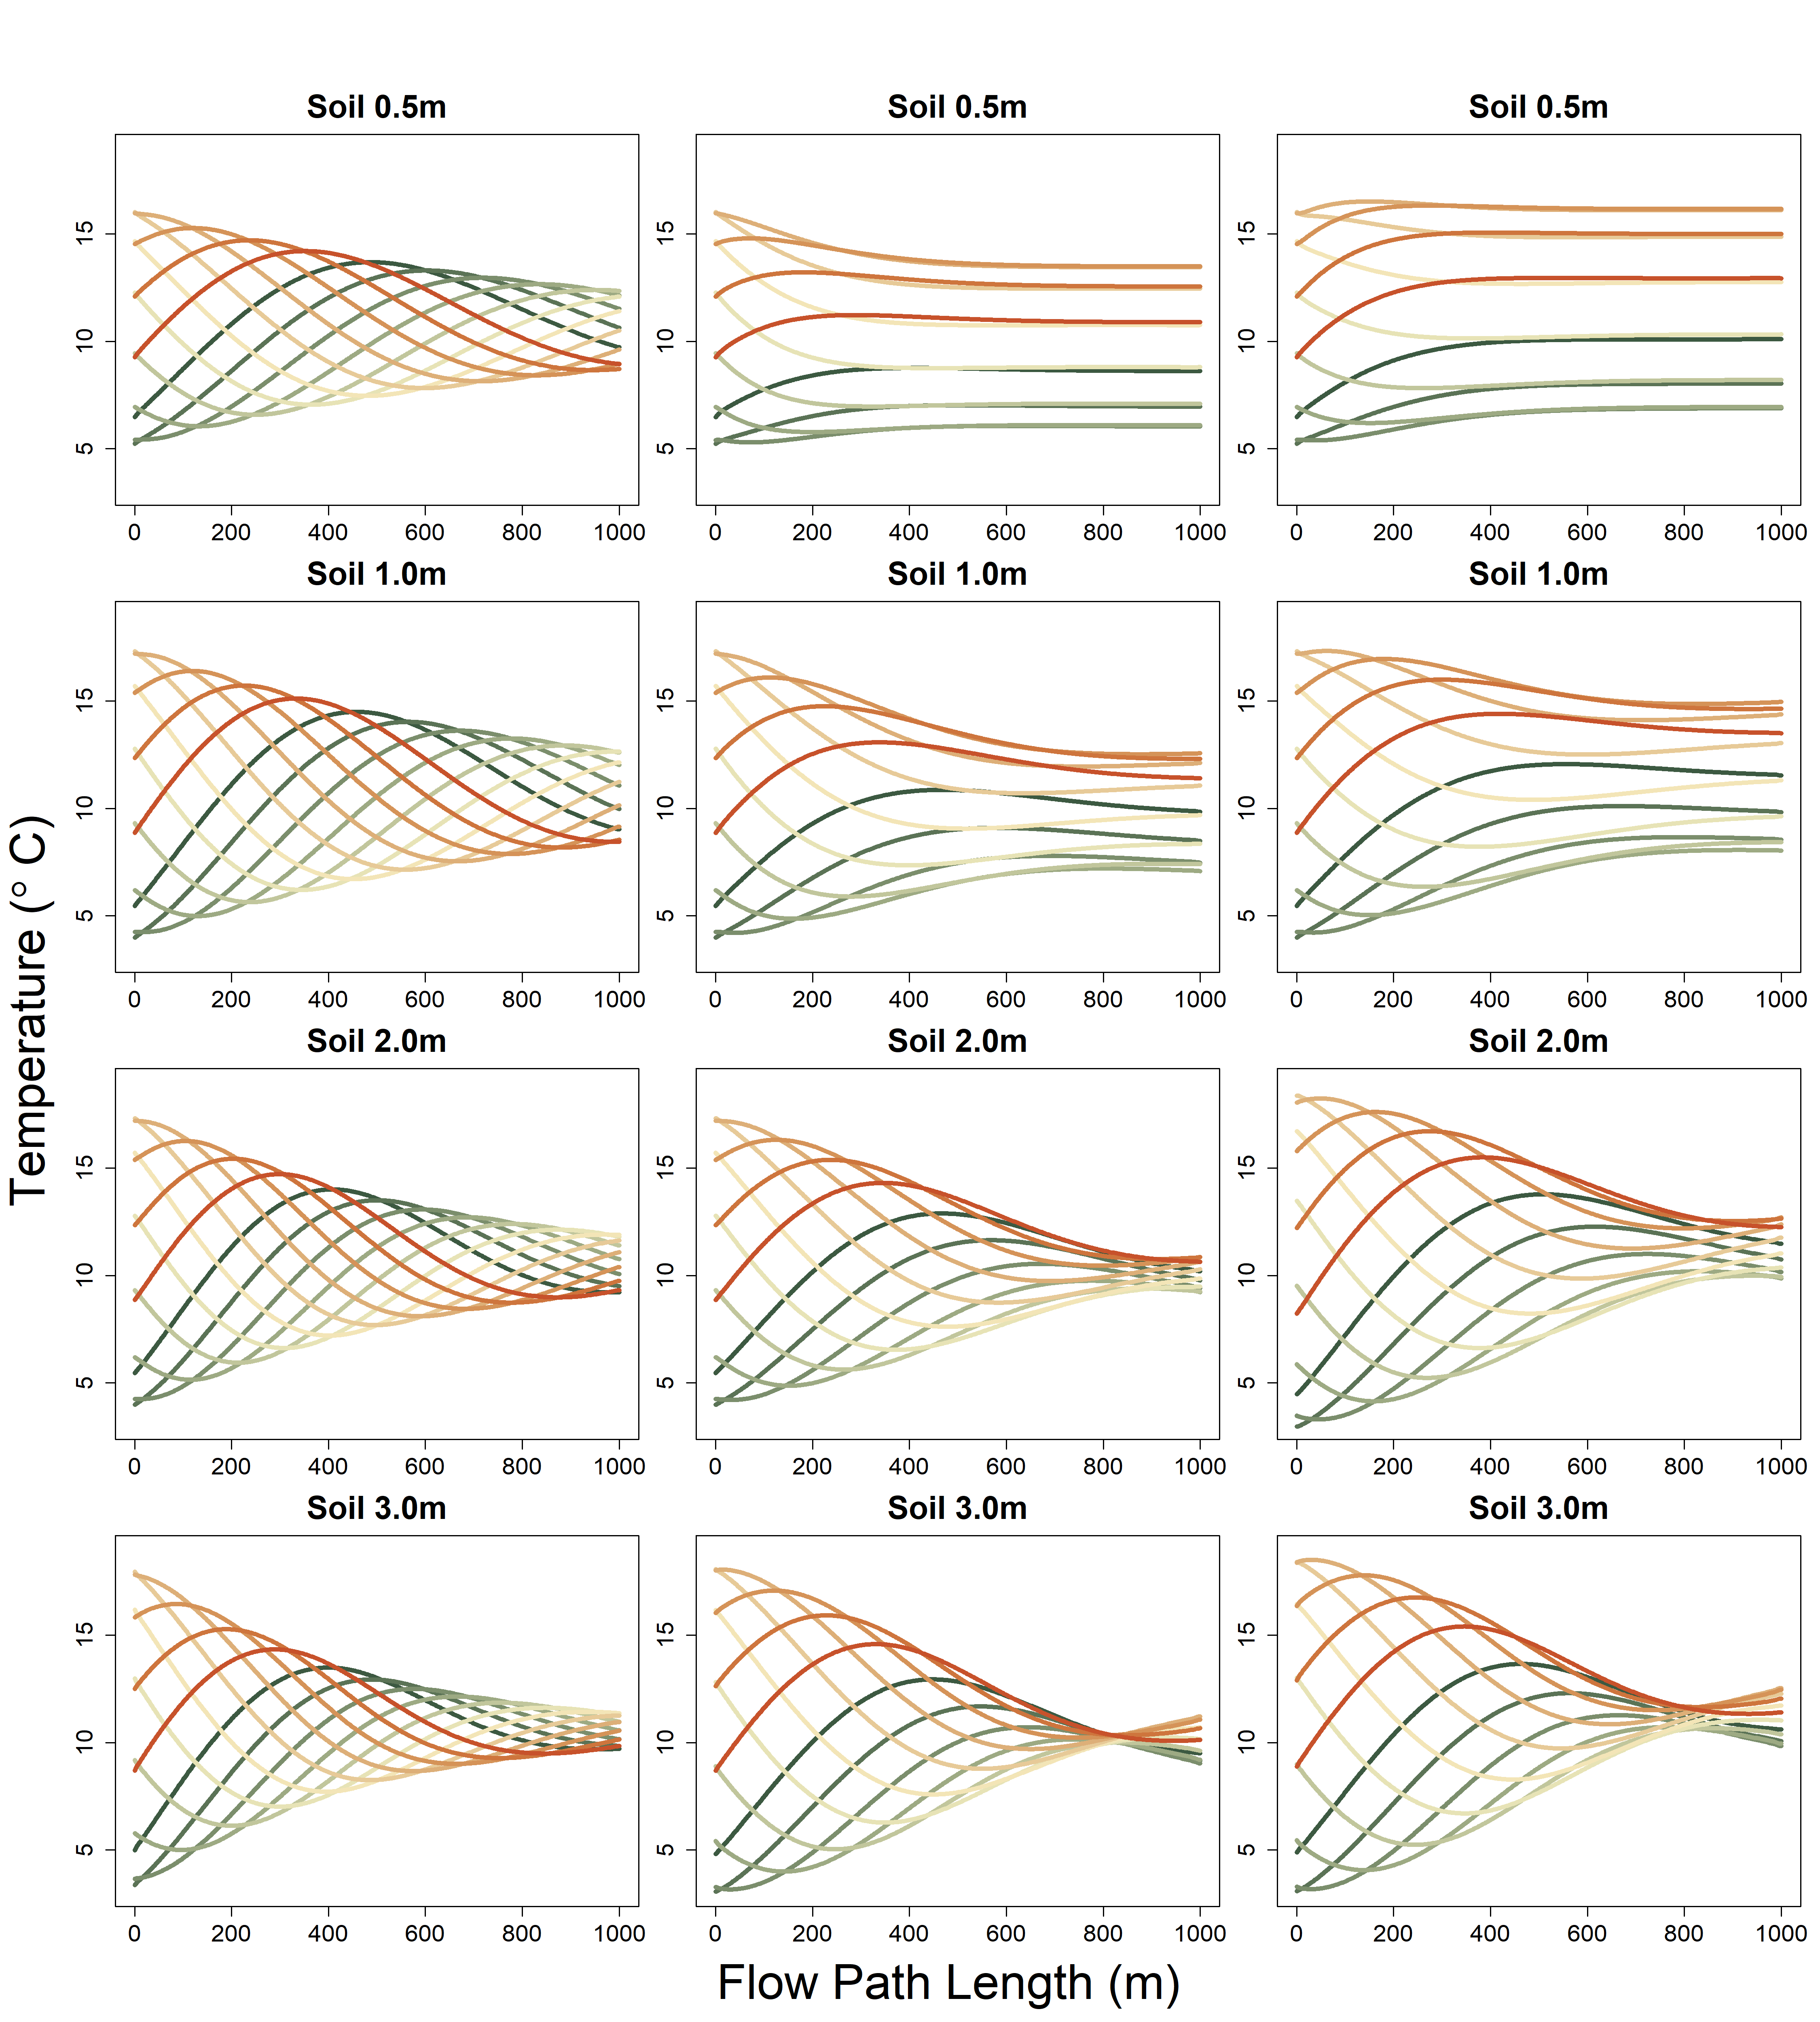 Soil 0.5m Soil 0.5m Soil 0.5m
15 15 15
10 10 10
5 5 5
0 200 400 600 800 1000 0 200 400 600 800 1000 0 200 400 600 800 1000
Soil 1.0m Soil 1.0m Soil 1.0m
15 15 15
10 10 10
5 5 5
0 200 400 600 800 1000 0 200 400 600 800 1000 0 200 400 600 800 1000
Temperature (° C)
Soil 2.0m Soil 2.0m Soil 2.0m
15 15 15
10 10 10
5 5 5
0 200 400 600 800 1000 0 200 400 600 800 1000 0 200 400 600 800 1000
Soil 3.0m Soil 3.0m Soil 3.0m
15 15 15
10 10 10
5 5 5
0 200 400 600 800 1000 0 200 400 600 800 1000 0 200 400 600 800 1000
Flow Path Length (m)